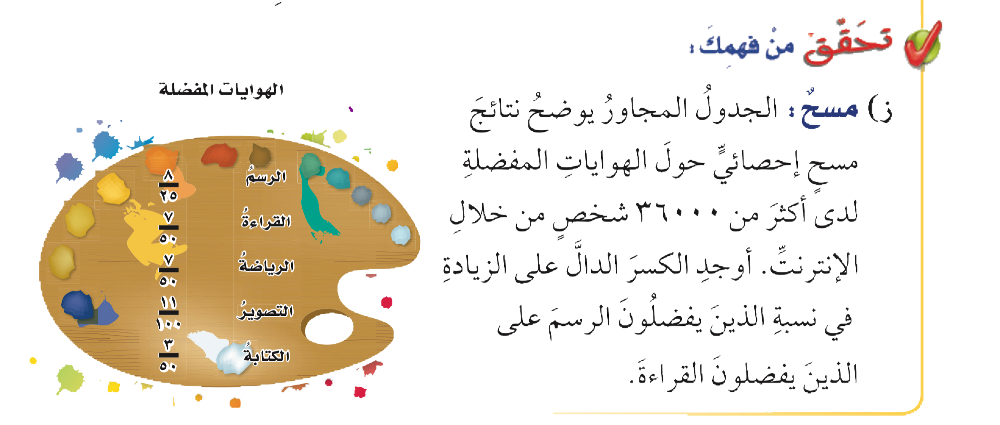 تَحَقَّقْ منْ فهمِكَ:
ز) مسحٌ: الجدولُ المجاورُ يوضحُ نتائجَ
مسحٍ إحصائيٍّ حولَ الهواياتِ المفضلةِ
لدى أكثرَ من ٣٦٠٠٠ شخصٍ من خلالِ
الإنترنتِّ. أوجدِ الكسرَ الدالَّ على الزيادةِ
في نسبةِ الذينَ يفضلُونَ الرسمَ على
الذينَ يفضلونَ القراءةَ.
الهوايات المفضلة
الرسمُ ٨/٢٥
القراءةُ ٧/٥٠
الرياضةُ ٧/٥٠
التصويرُ ١١/١٠٠
الكتابةُ ٣/٥٠